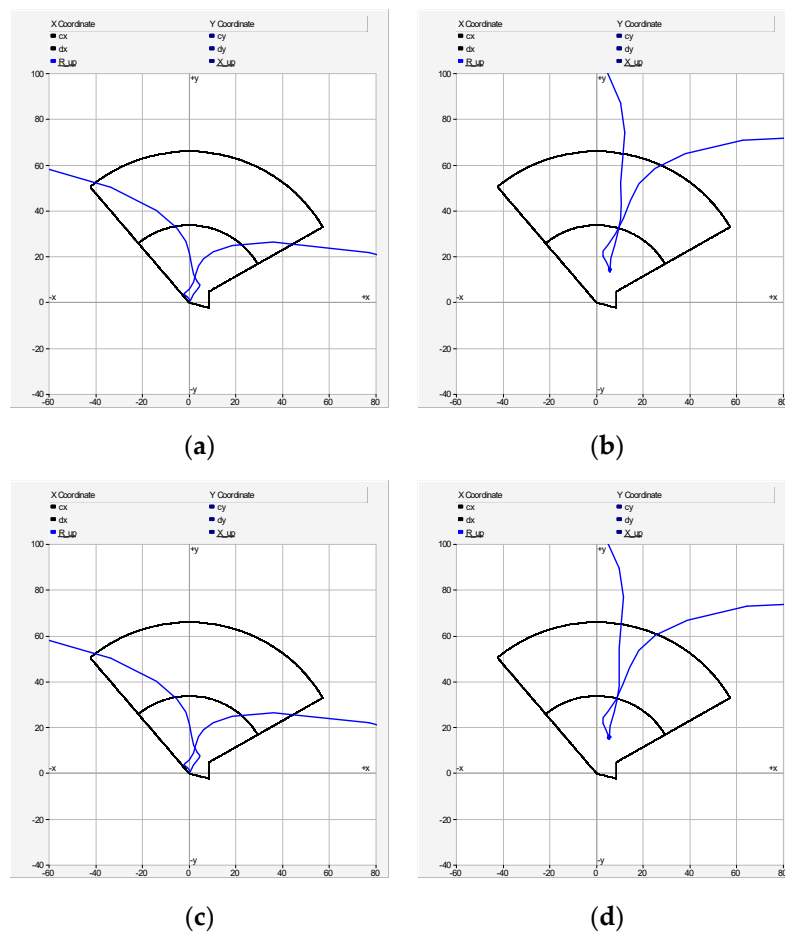 X Coordinate Y Coordinate
cx cy
dx dy
R_up X_up
100
80
60
40
20
0
-20
-40
-60 -40 -20 0 20 40 60 80
+y
-x +x
-y
(a)
X Coordinate Y Coordinate
cx cy
dx dy
R_up X_up
100
80
60
40
20
0
-20
-40
-60 -40 -20 0 20 40 60 80
+y
-x +x
-y
(b)
X Coordinate Y Coordinate
cx cy
dx dy
R_up X_up
100
80
60
40
20
0
-20
-40
-60 -40 -20 0 20 40 60 80
+y
-x +x
-y
(c)
X Coordinate Y Coordinate
cx cy
dx dy
R_up X_up
100
80
60
40
20
0
-20
-40
-60 -40 -20 0 20 40 60 80
+y
-x +x
-y
(d)